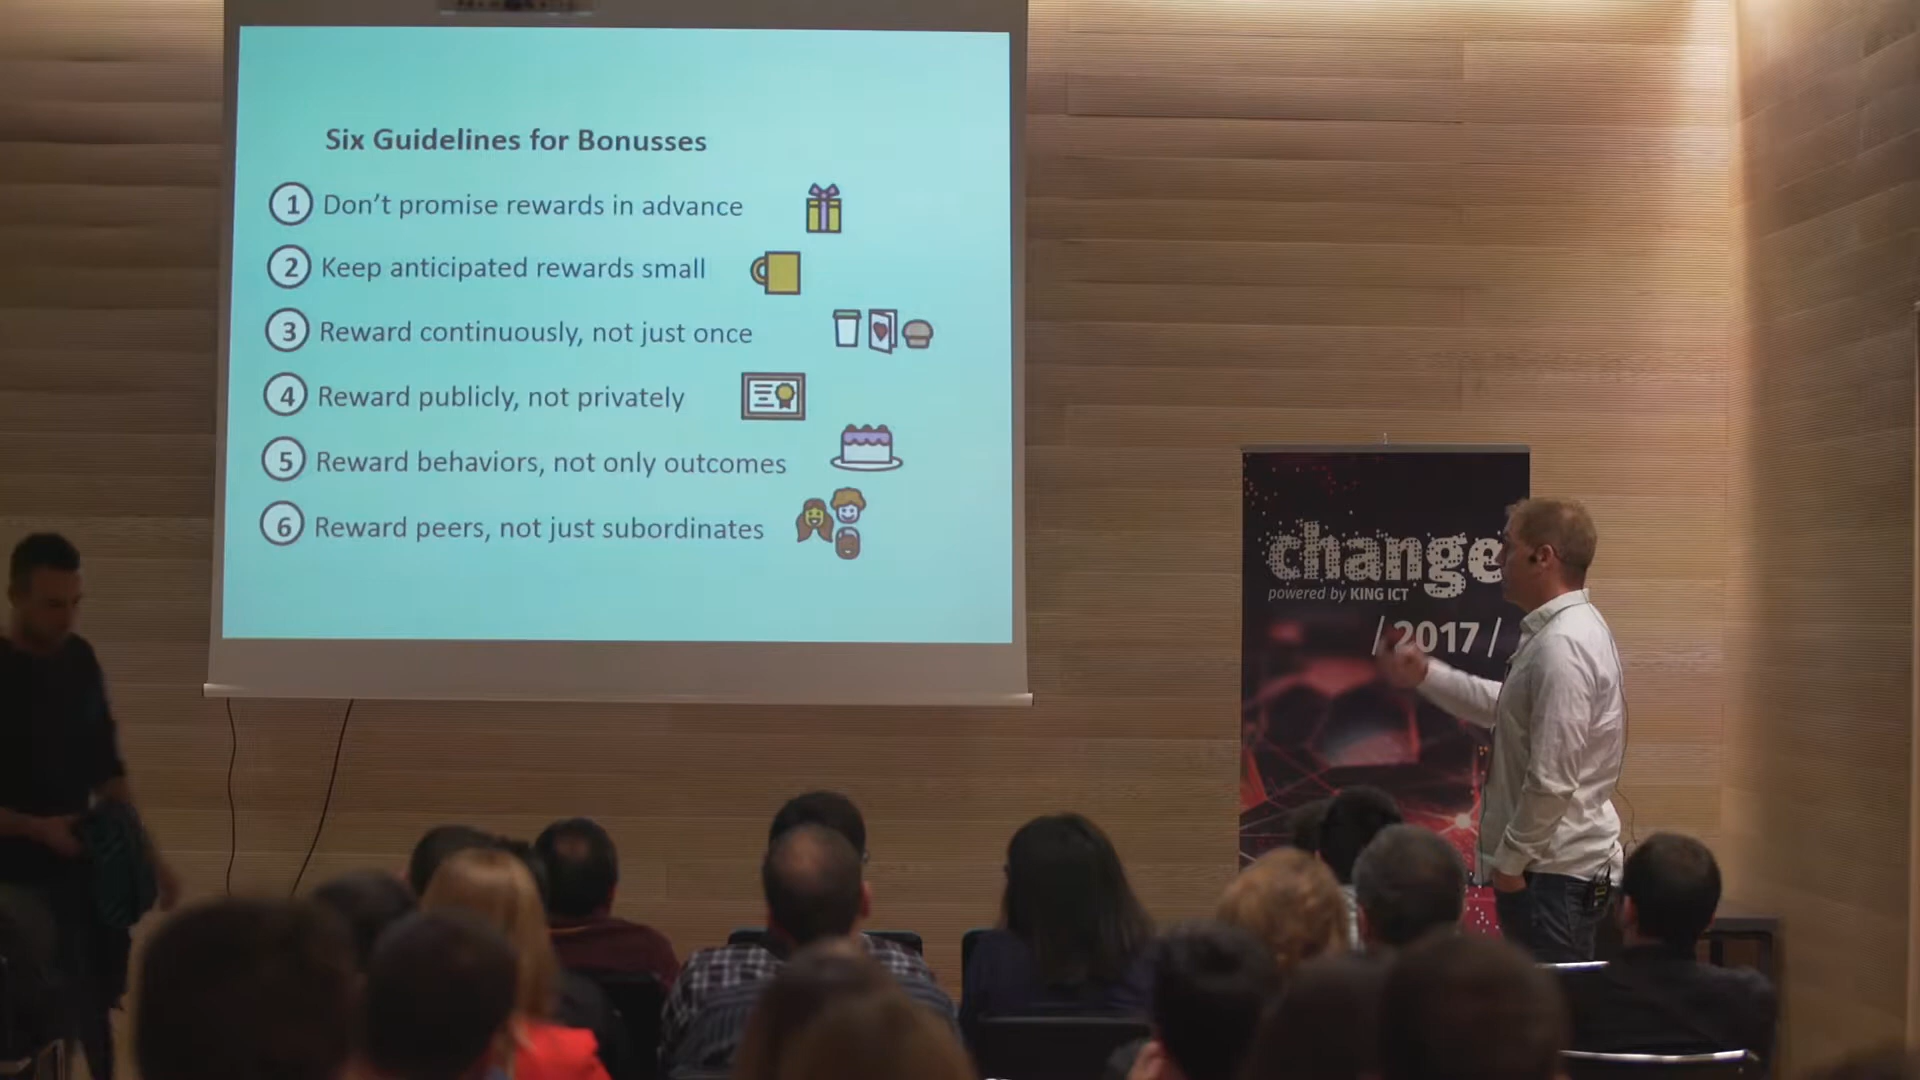 Six Guidelines for Bonusses
1 Don't promise rewards in advance
2 Keep anticipated rewards small
3 Reward continuously, not just once
4 Reward publicly, not privately
5 Reward behaviors, not only outcomes
6 Reward peers, not just subordinates
change
powered by KING ICT
/ 2017 /